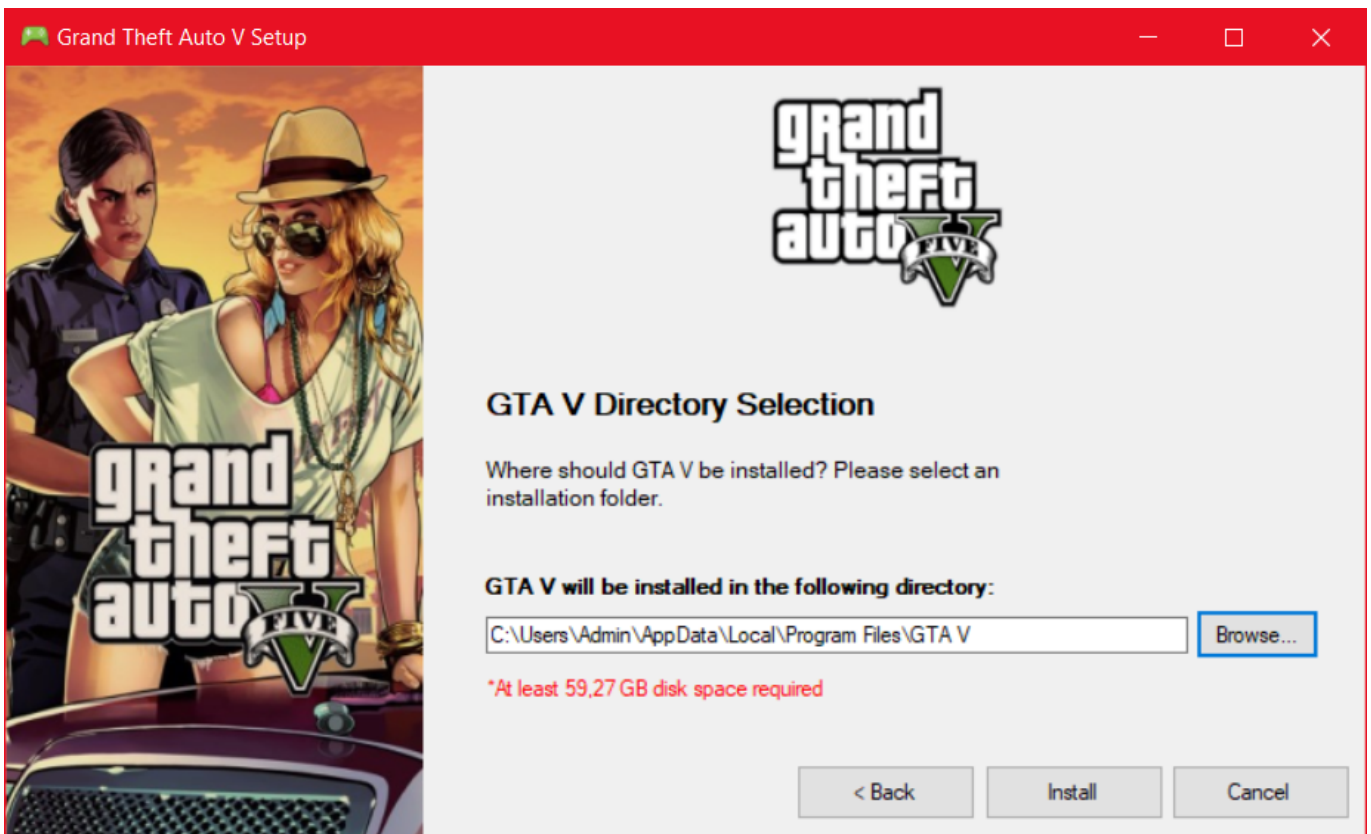 Grand Theft Auto V Setup
grand
theft
auto V
FIVE
grand
theft
auto V
FIVE
GTA V Directory Selection
Where should GTA V be installed? Please select an
installation folder.
GTA V will be installed in the following directory:
C:\Users\Admin\AppData\Local\Program Files\GTA V
Browse...
*At least 59,27 GB disk space required
< Back
Install
Cancel